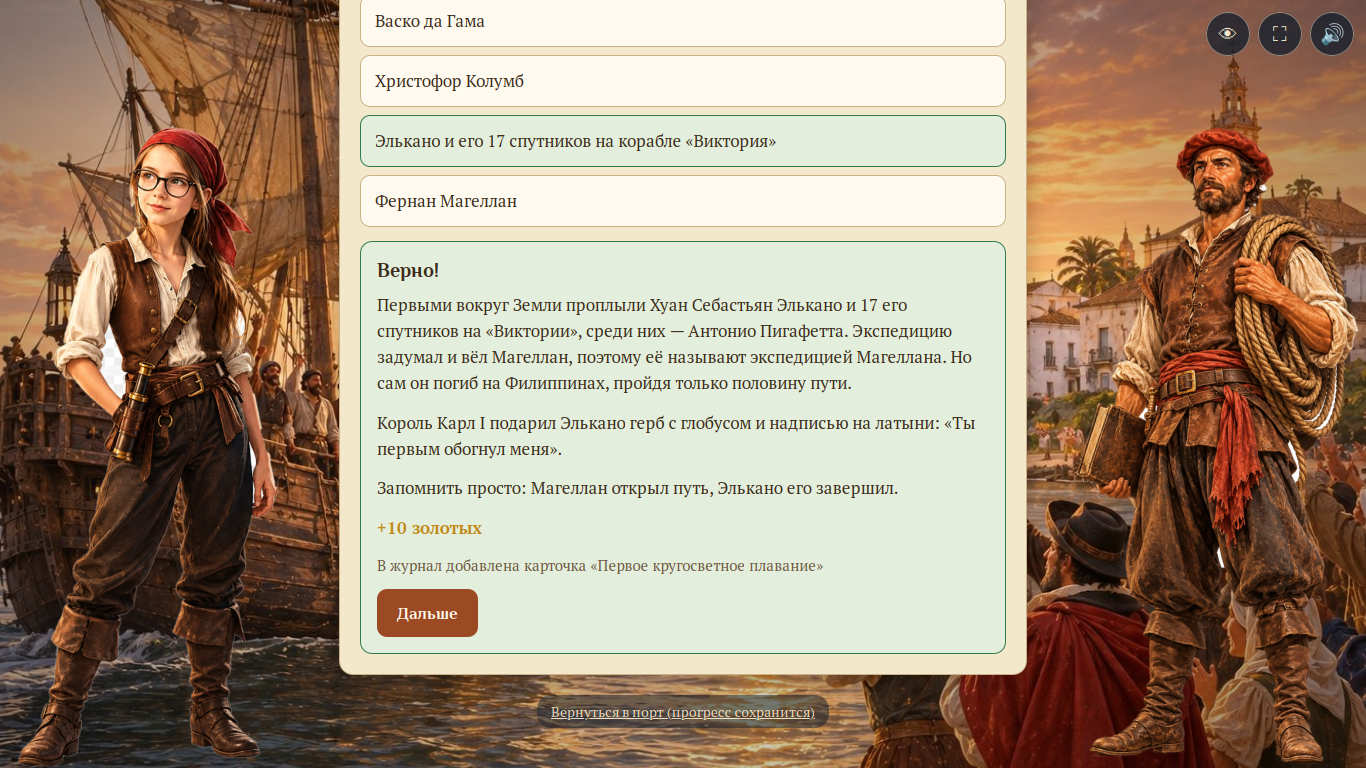 Васко да Гама
Христофор Колумб
Элькано и его 17 спутников на корабле «Виктория»
Фернан Магеллан
Верно!
Первыми вокруг Земли проплыли Хуан Себастьян Элькано и 17 его
спутников на «Виктории», среди них — Антонио Пигафетта. Экспедицию
задумал и вёл Магеллан, поэтому её называют экспедицией Магеллана. Но
сам он погиб на Филиппинах, пройдя только половину пути.
Король Карл I подарил Элькано герб с глобусом и надписью на латыни: «Ты
первым обогнул меня».
Запомнить просто: Магеллан открыл путь, Элькано его завершил.
+10 золотых
В журнал добавлена карточка «Первое кругосветное плавание»
Дальше
Вернуться в порт (прогресс сохранится)